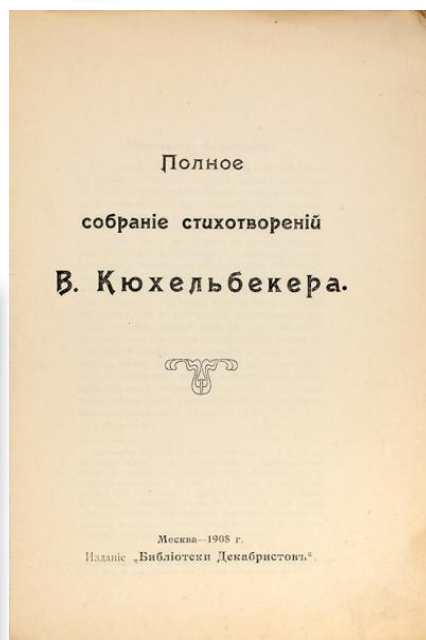 Полное
собраніе стихотвореній
В. Кюхельбекера.
Москва—1908 г.
Изданіе „Библіотеки Декабристовъ“.